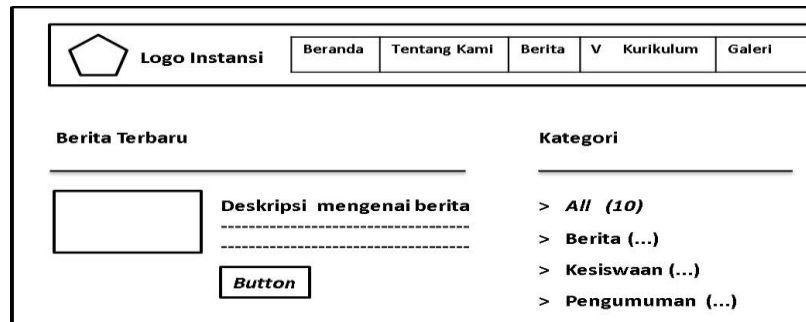 Logo Instansi
Beranda Tentang Kami Berita V Kurikulum Galeri
Berita Terbaru
Kategori
Deskripsi mengenai berita
Button
> All (10)
> Berita (...)
> Kesiswaan (...)
> Pengumuman (...)